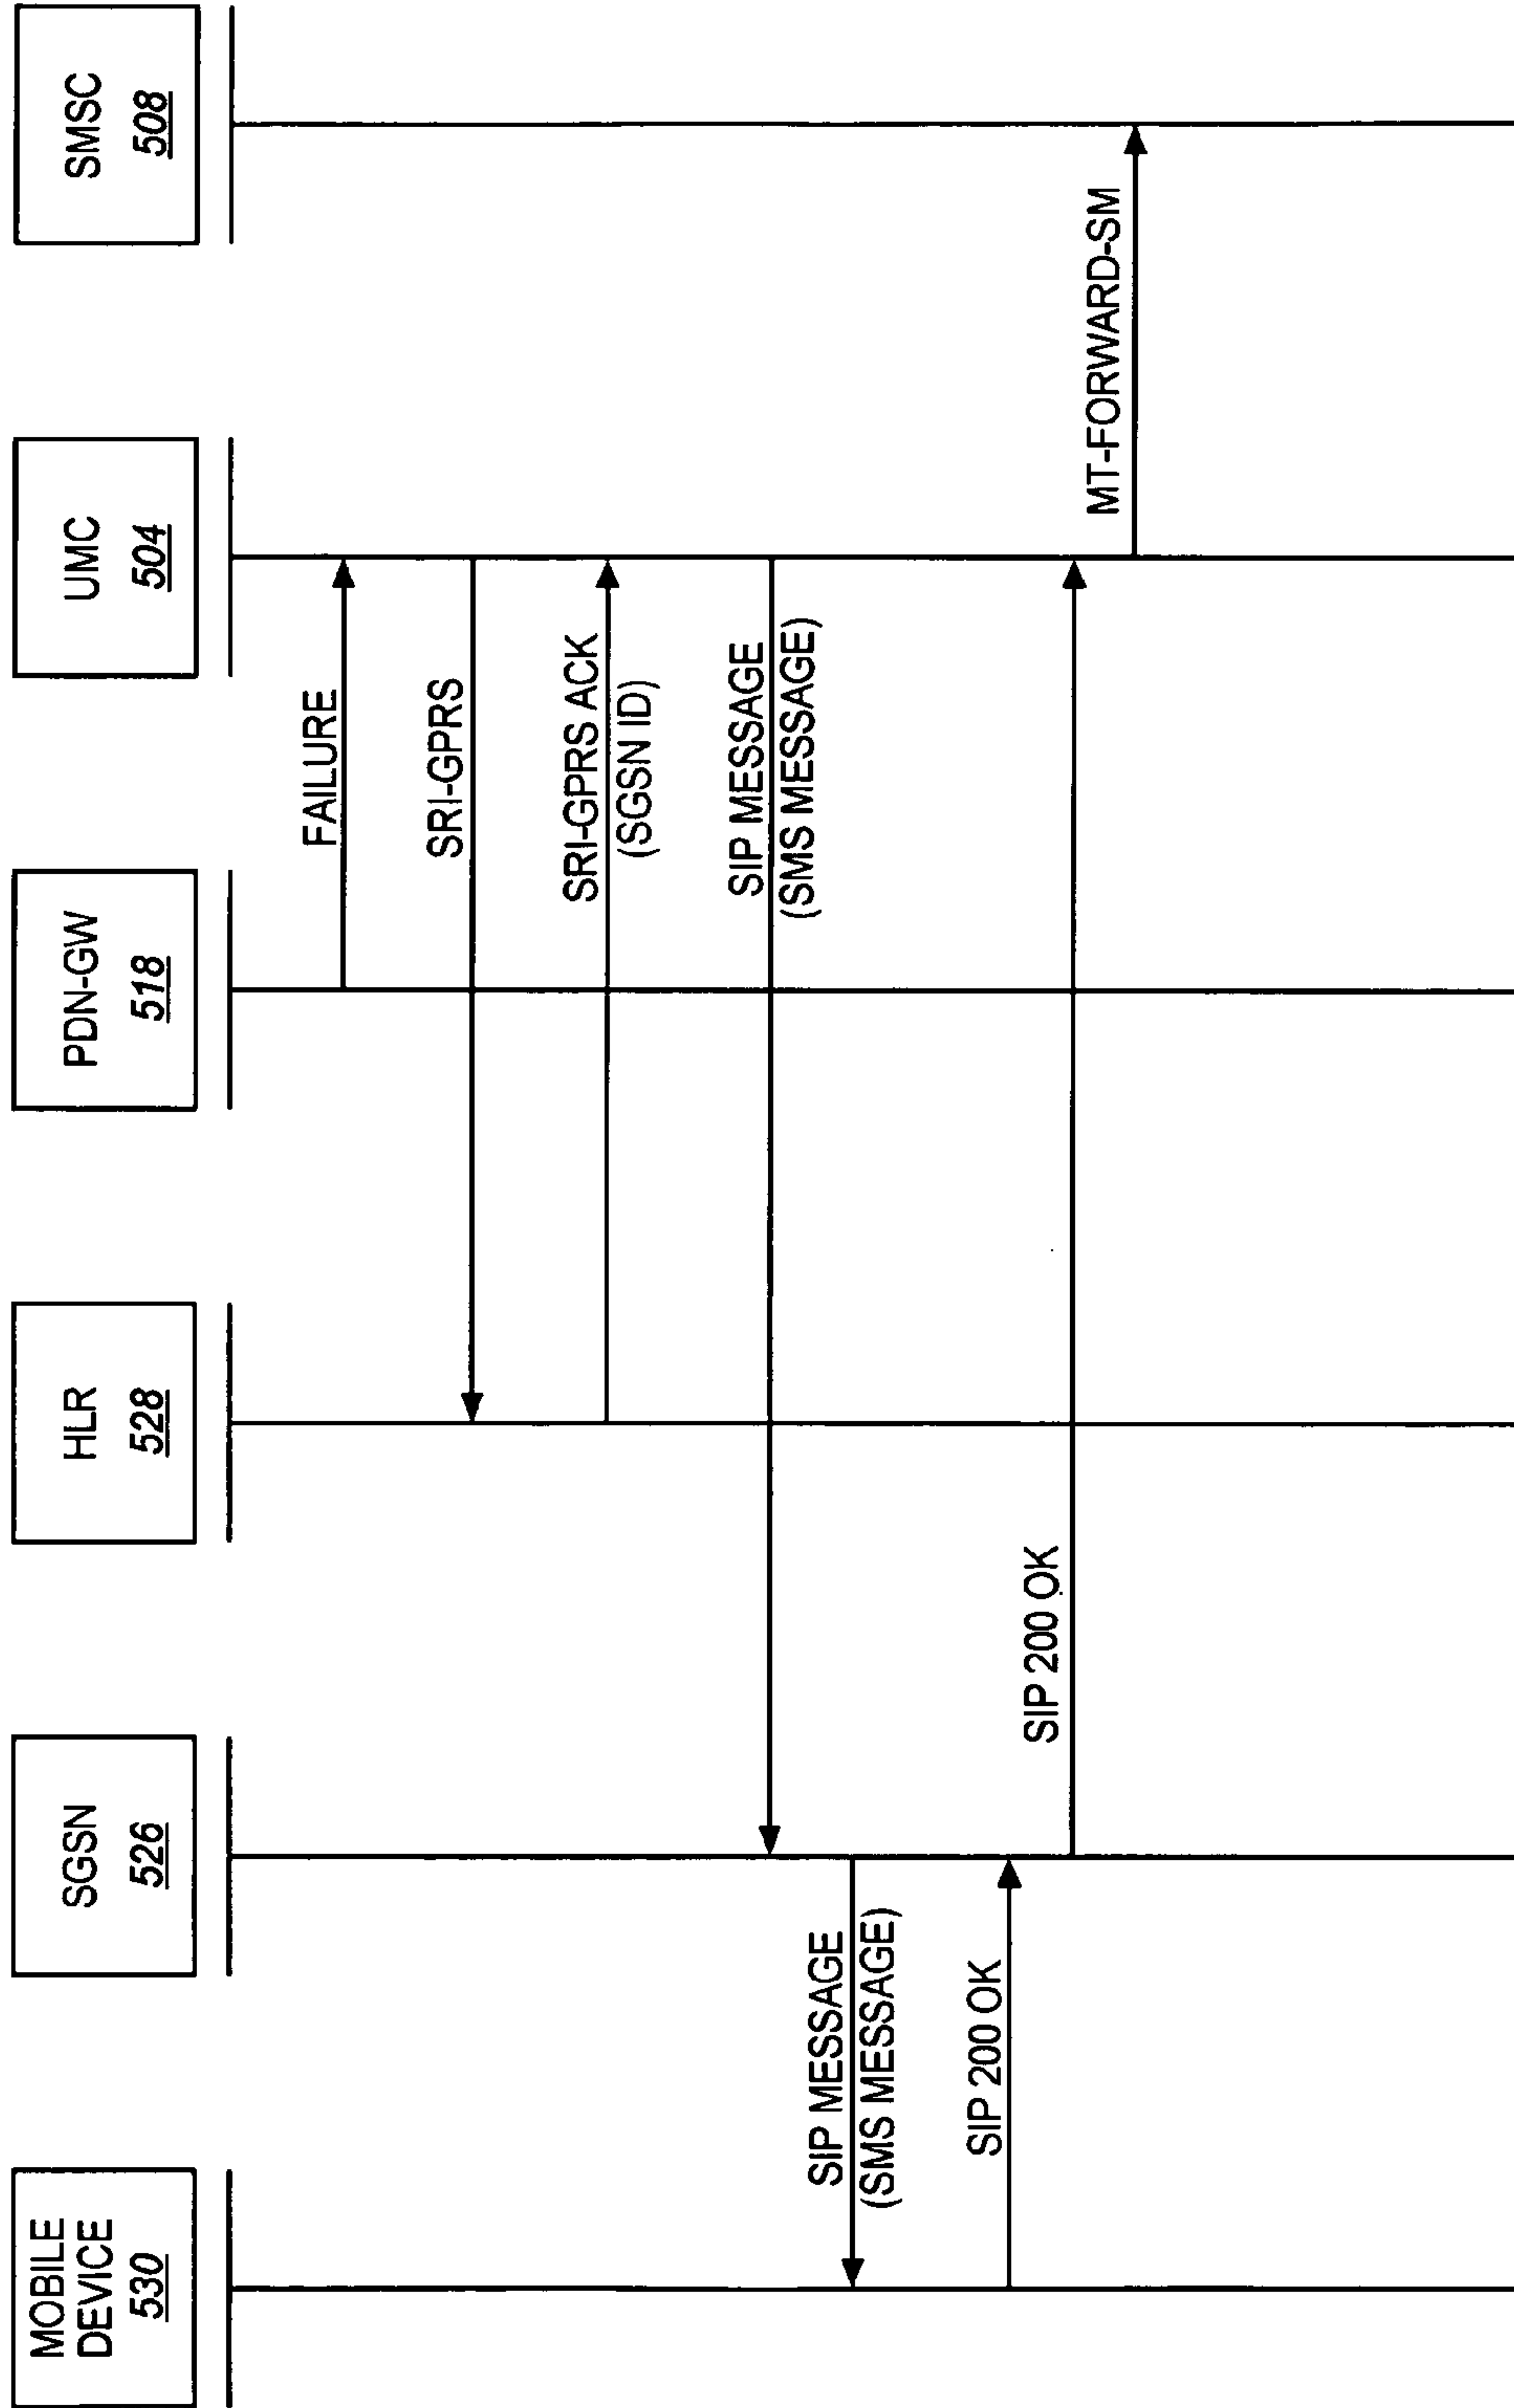 MOBILE
DEVICE
530
SGSN
526
HLR
528
PDN-GW
518
UMC
504
SMSC
508
FAILURE
SRI-GPRS
SRI-GPRS ACK
(SGSN ID)
SIP MESSAGE
(SMS MESSAGE)
SIP MESSAGE
(SMS MESSAGE)
SIP 200 OK
SIP 200 OK
MT-FORWARD-SM